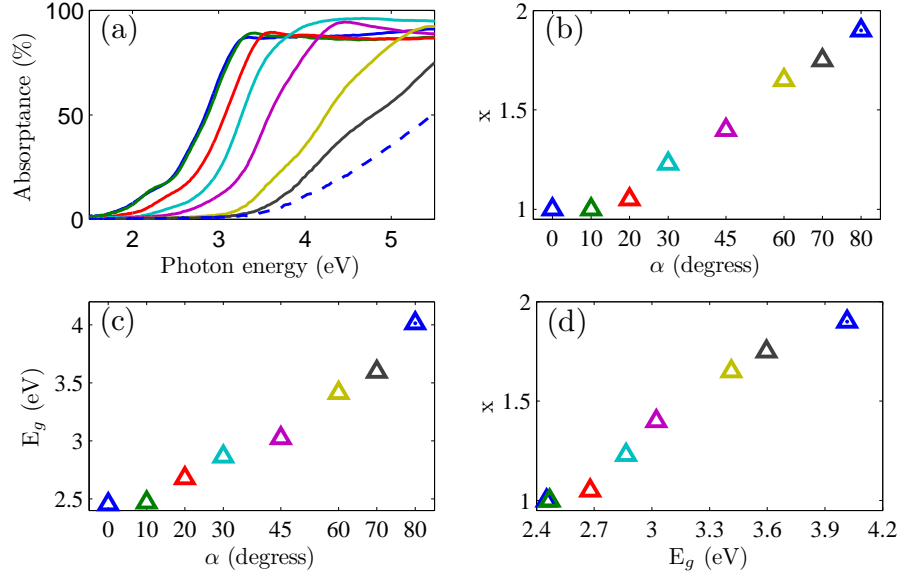 (a)
Absorptance (%)
100
50
0
2 3 4 5
Photon energy (eV)
(b)
x
2
1.5
1
0 10 20 30 45 60 70 80
α (degress)
(c)
E_g (eV)
4
3.5
3
2.5
0 10 20 30 45 60 70 80
α (degress)
(d)
x
2
1.5
1
2.4 2.7 3 3.3 3.6 3.9 4.2
E_g (eV)